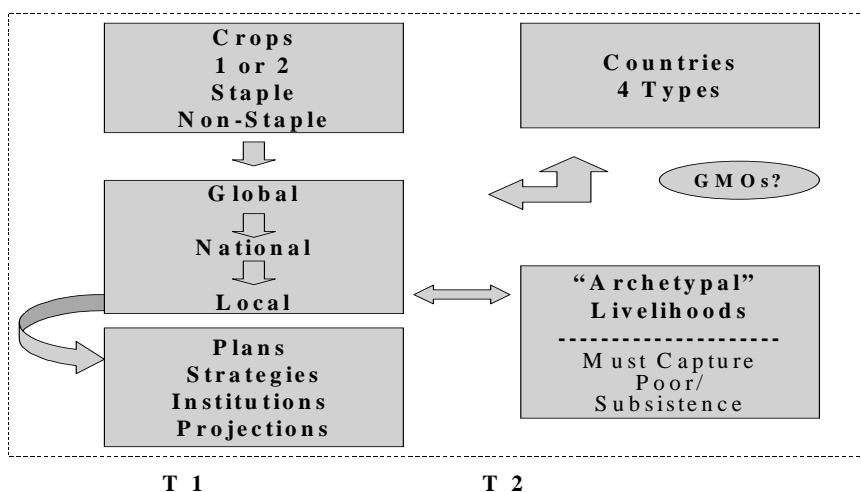 Crops
1 or 2
Staple
Non-Staple
Countries
4 Types
GMOs?
Global
National
Local
"Archetypal"
Livelihoods
--------------------
Must Capture
Poor/
Subsistence
Plans
Strategies
Institutions
Projections
T 1
T 2